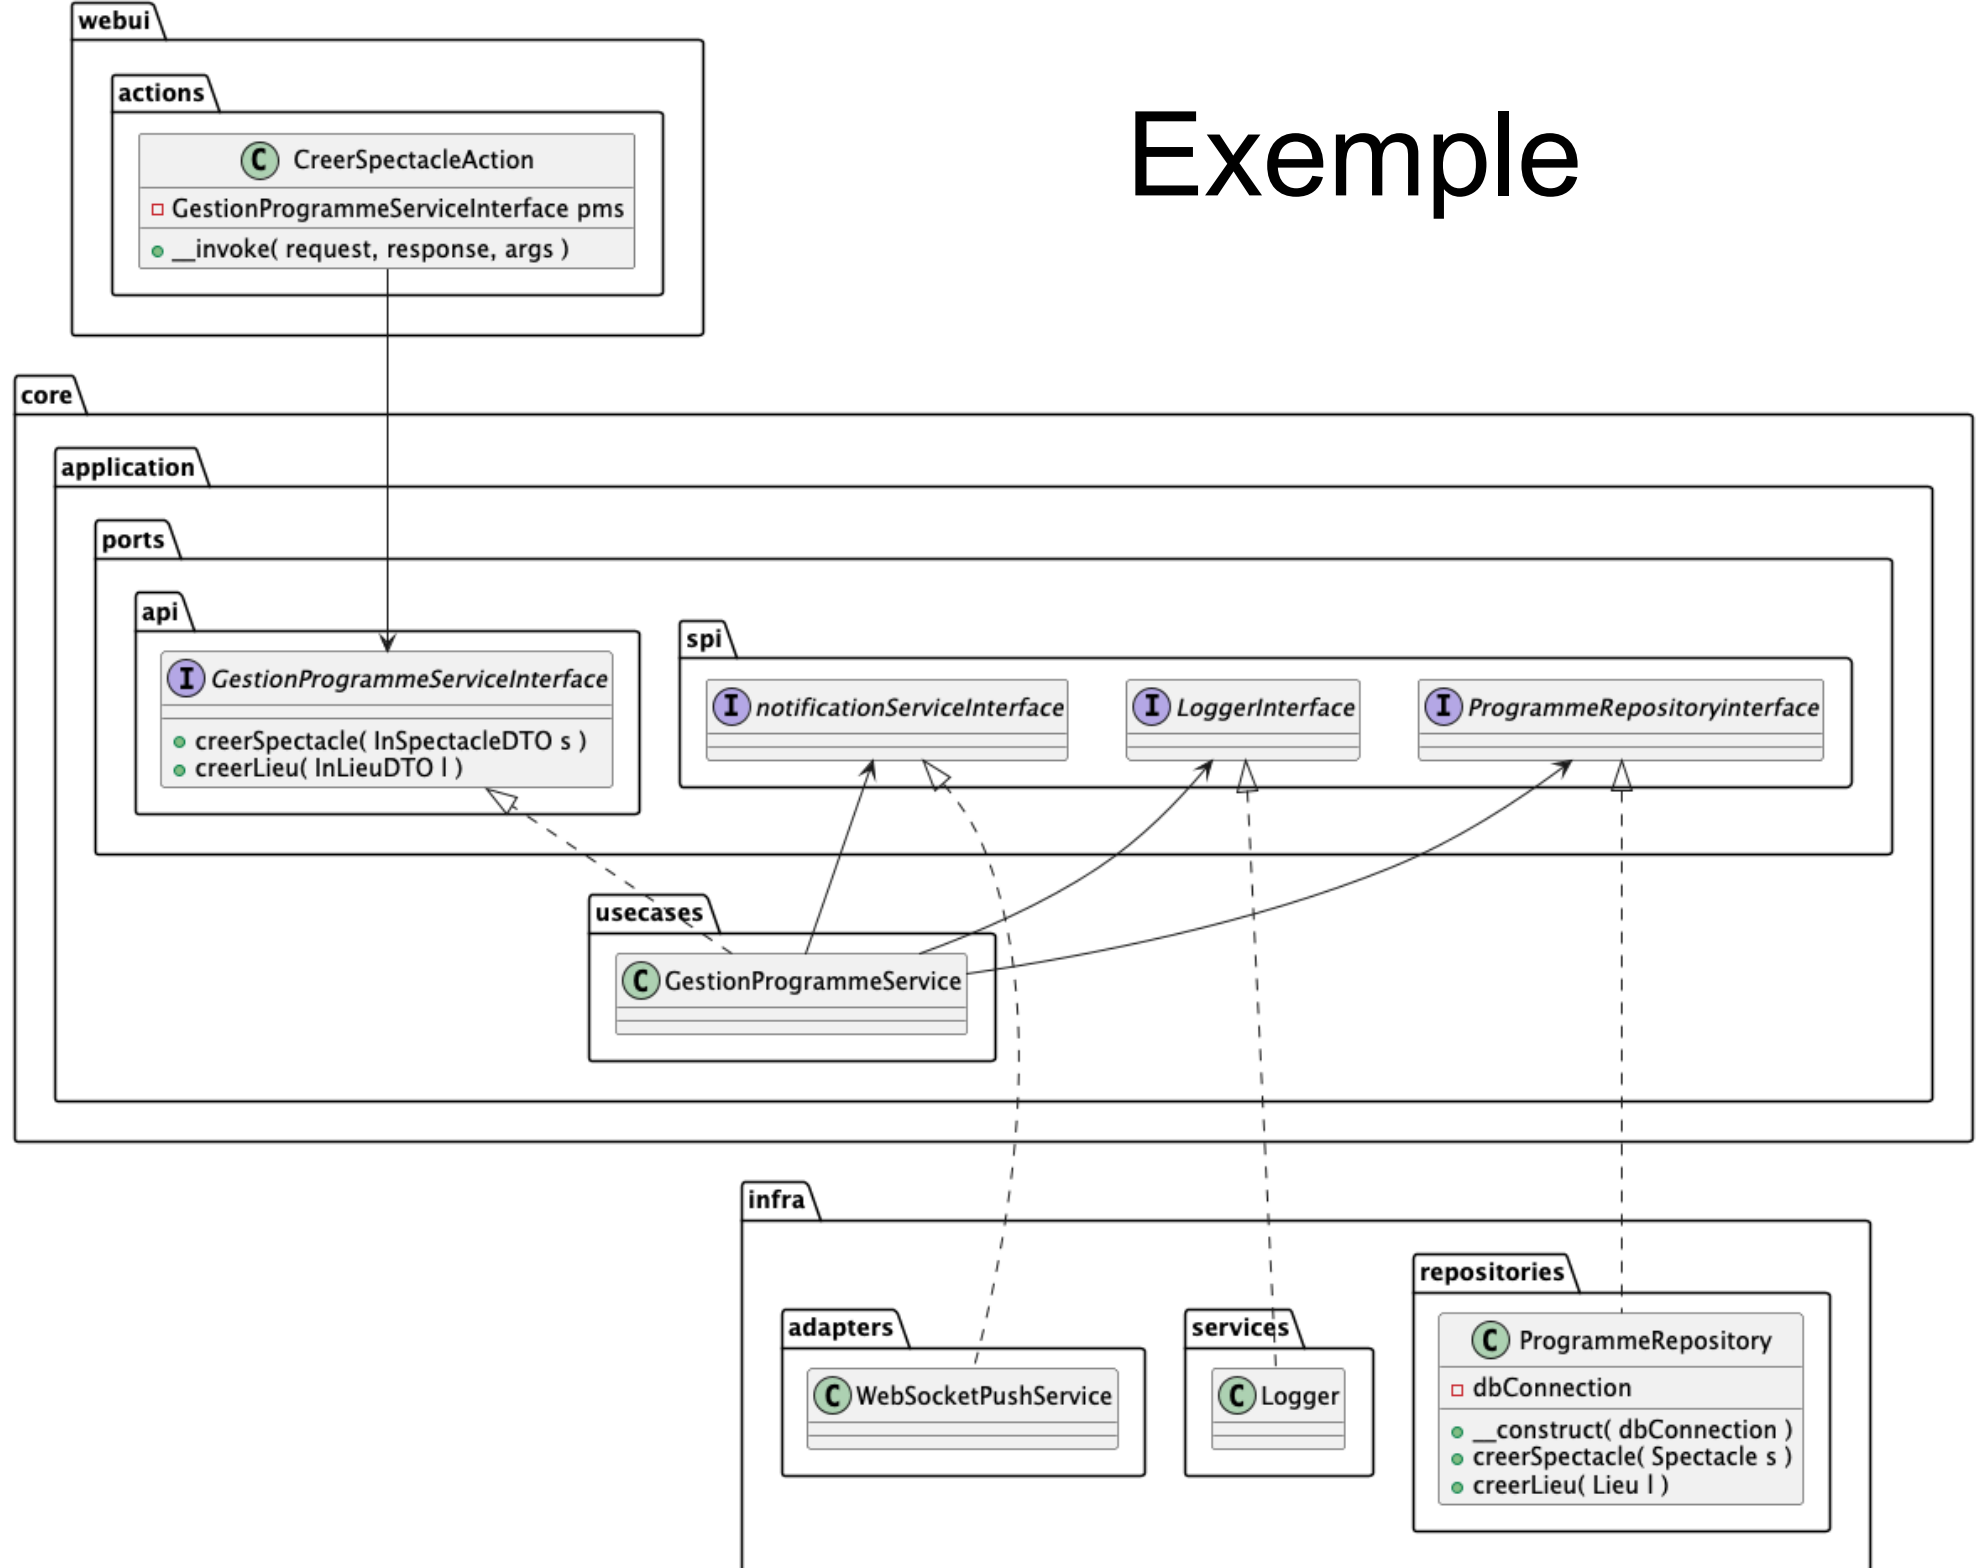 webui
actions
Exemple
C CreerSpectacleAction
GestionProgrammeServiceInterface pms
__invoke( request, response, args )
core
application
ports
api
spi
I GestionProgrammeServiceInterface
creerSpectacle( InSpectacleDTO s )
creerLieu( InLieuDTO l )
I notificationServiceInterface
I LoggerInterface
I ProgrammeRepositoryinterface
usecases
C GestionProgrammeService
infra
adapters
C WebSocketPushService
services
C Logger
repositories
C ProgrammeRepository
dbConnection
__construct( dbConnection )
creerSpectacle( Spectacle s )
creerLieu( Lieu l )